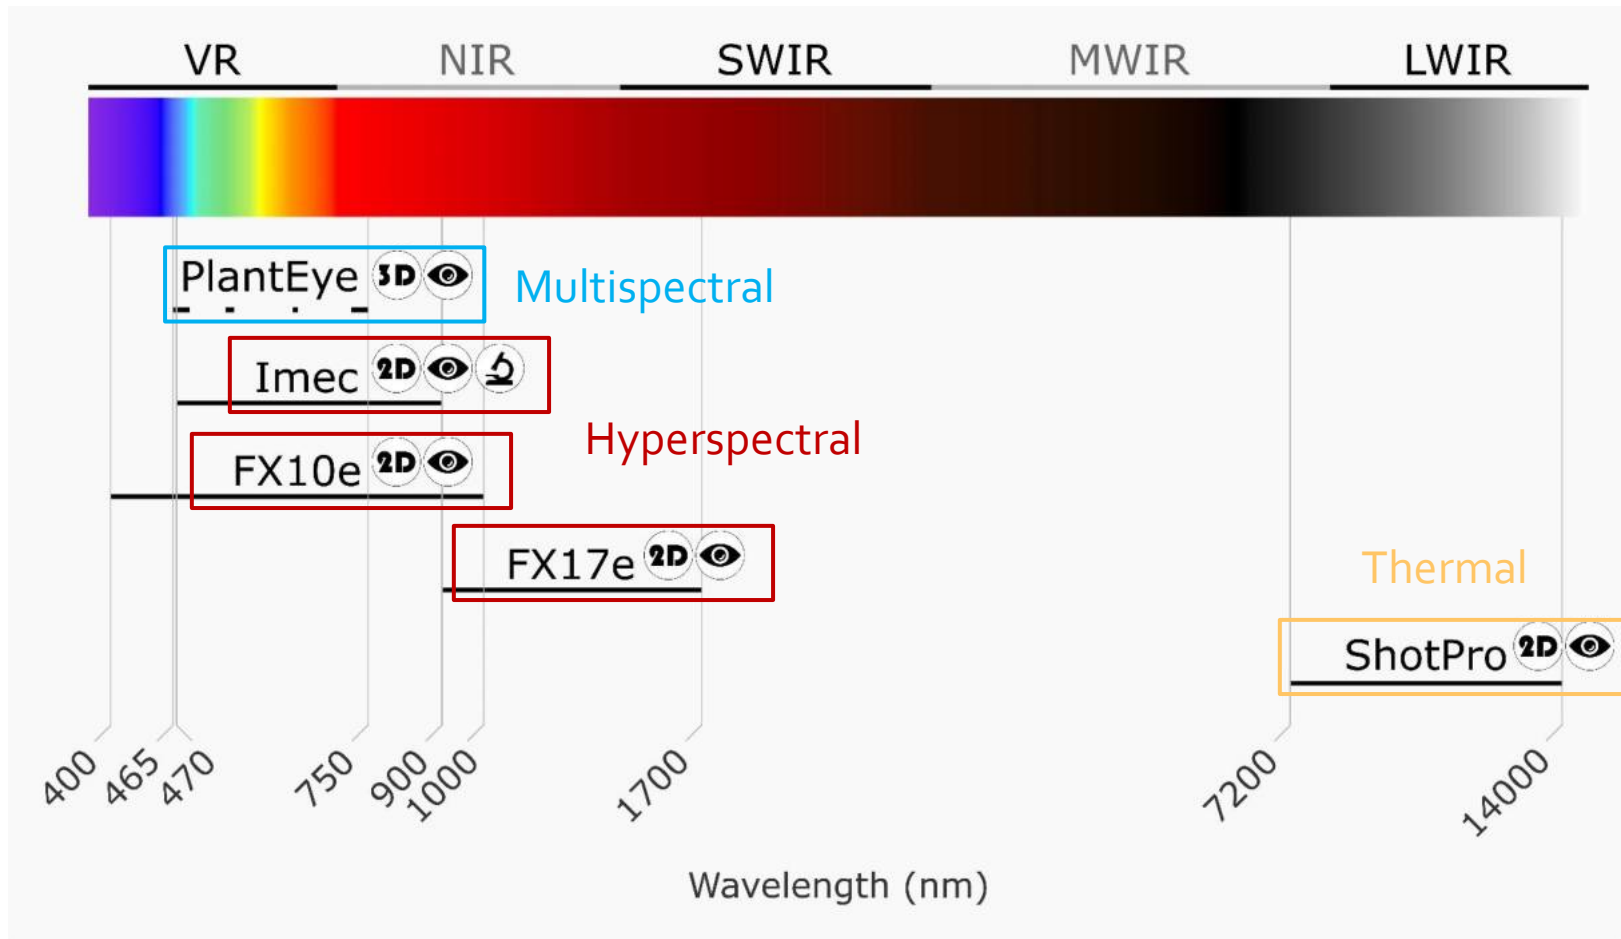 VR NIR SWIR MWIR LWIR
PlantEye 3D
Multispectral
Imec 2D
Hyperspectral
FX10e 2D
FX17e 2D
Thermal
ShotPro 2D
400 465 470 750 900 1000 1700 7200 14000
Wavelength (nm)